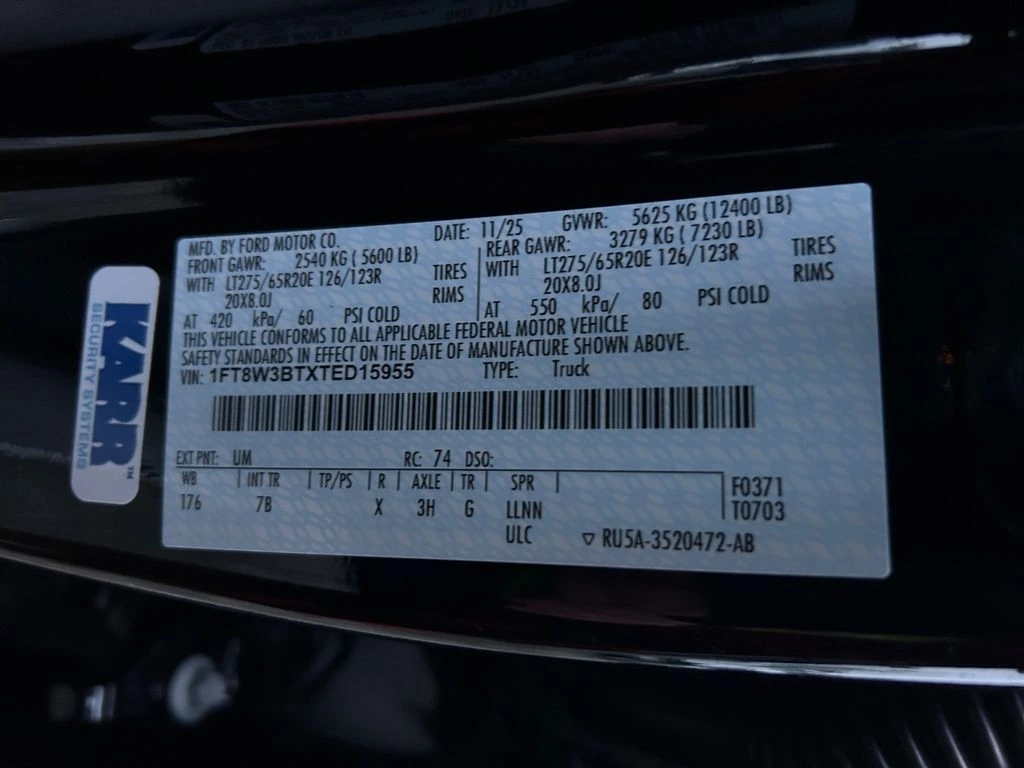 MFD. BY FORD MOTOR CO. DATE: 11/25 GVWR: 5625 KG (12400 LB)
FRONT GAWR: 2540 KG ( 5600 LB) REAR GAWR: 3279 KG ( 7230 LB)
WITH LT275/65R20E 126/123R TIRES WITH LT275/65R20E 126/123R TIRES
20X8.0J RIMS 20X8.0J RIMS
AT 420 kPa/ 60 PSI COLD AT 550 kPa/ 80 PSI COLD
THIS VEHICLE CONFORMS TO ALL APPLICABLE FEDERAL MOTOR VEHICLE
SAFETY STANDARDS IN EFFECT ON THE DATE OF MANUFACTURE SHOWN ABOVE.
VIN: 1FT8W3BTXTED15955 TYPE: Truck
EXT PNT: UM RC: 74 DSO:
WB INT TR TP/PS R AXLE TR SPR
176 7B X 3H G LLNN
ULC
F0371
T0703
▽ RU5A-3520472-AB
KARR™
SECURITY SYSTEMS